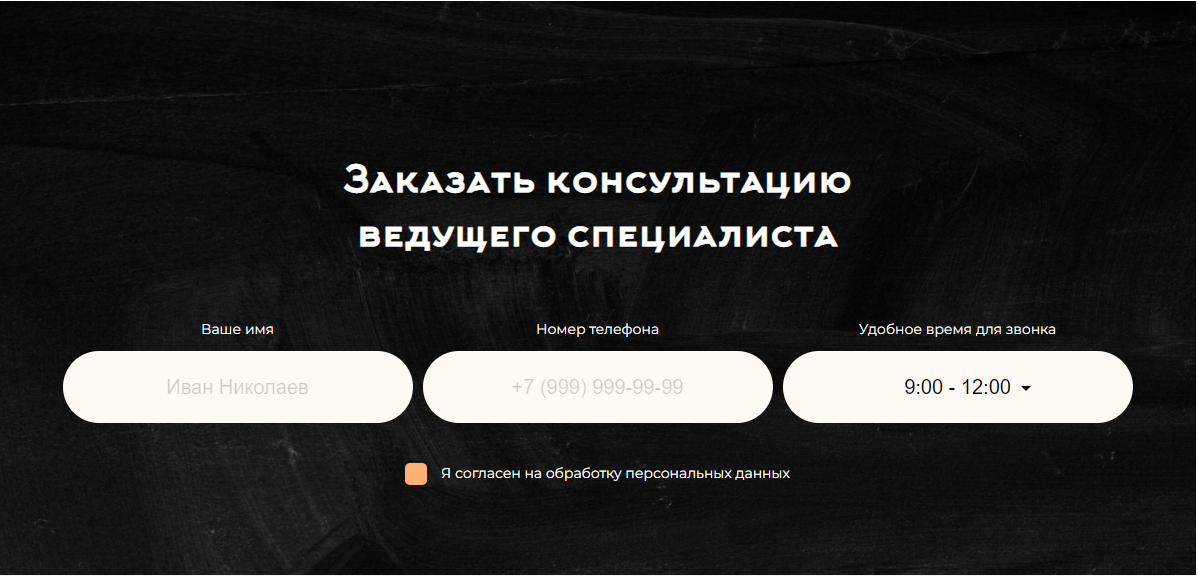 Заказать консультацию
ведущего специалиста
Ваше имя
Номер телефона
Удобное время для звонка
Иван Николаев
+7 (999) 999-99-99
9:00 - 12:00
Я согласен на обработку персональных данных